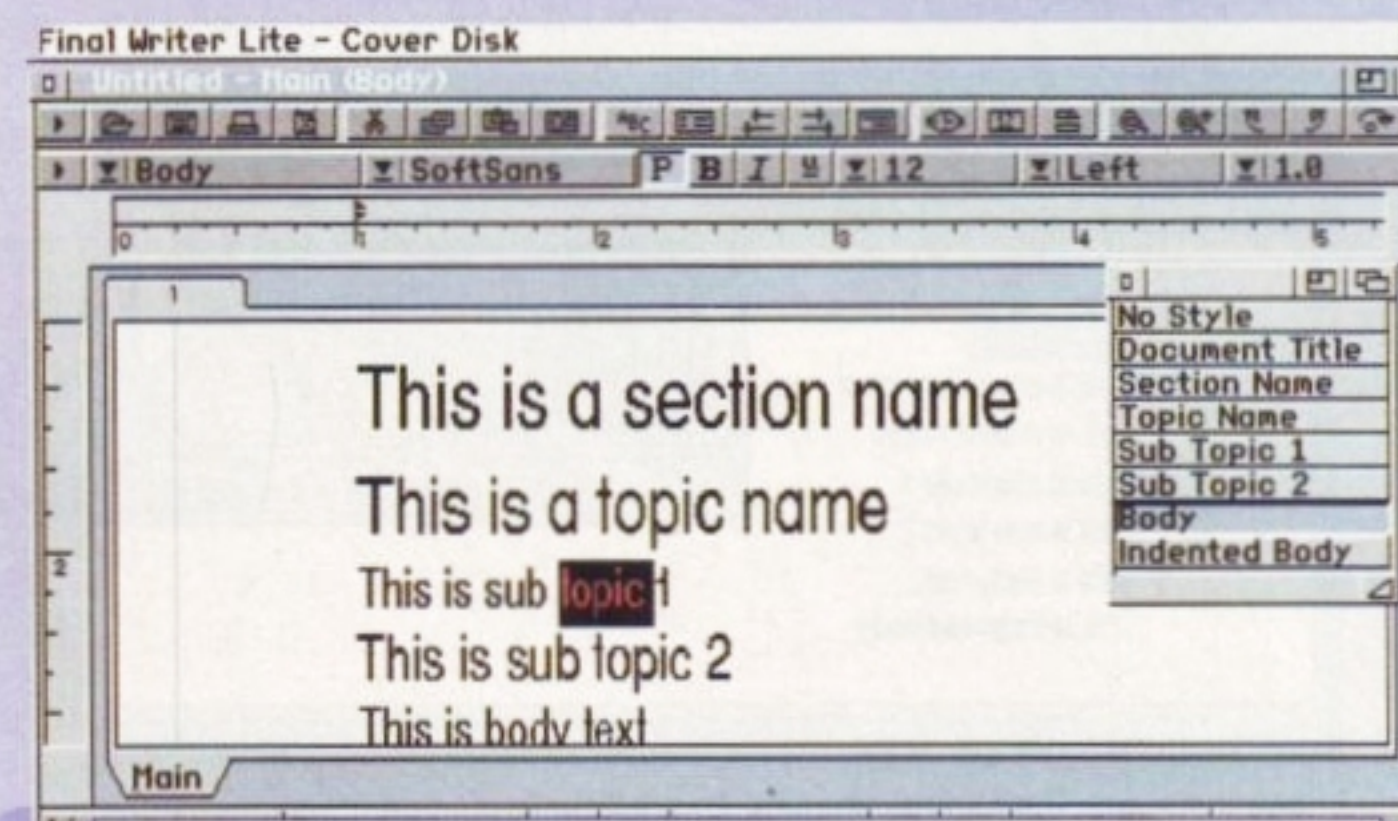 Final Writer Lite - Cover Disk
Untitled - Main (Body)
ABC
Body SoftSans P B I U 12 Left 1.0
0 1 2 3 4 5
1
No Style
Document Title
Section Name
Topic Name
Sub Topic 1
Sub Topic 2
Body
Indented Body
This is a section name
This is a topic name
This is sub topic 1
This is sub topic 2
This is body text
2
Main